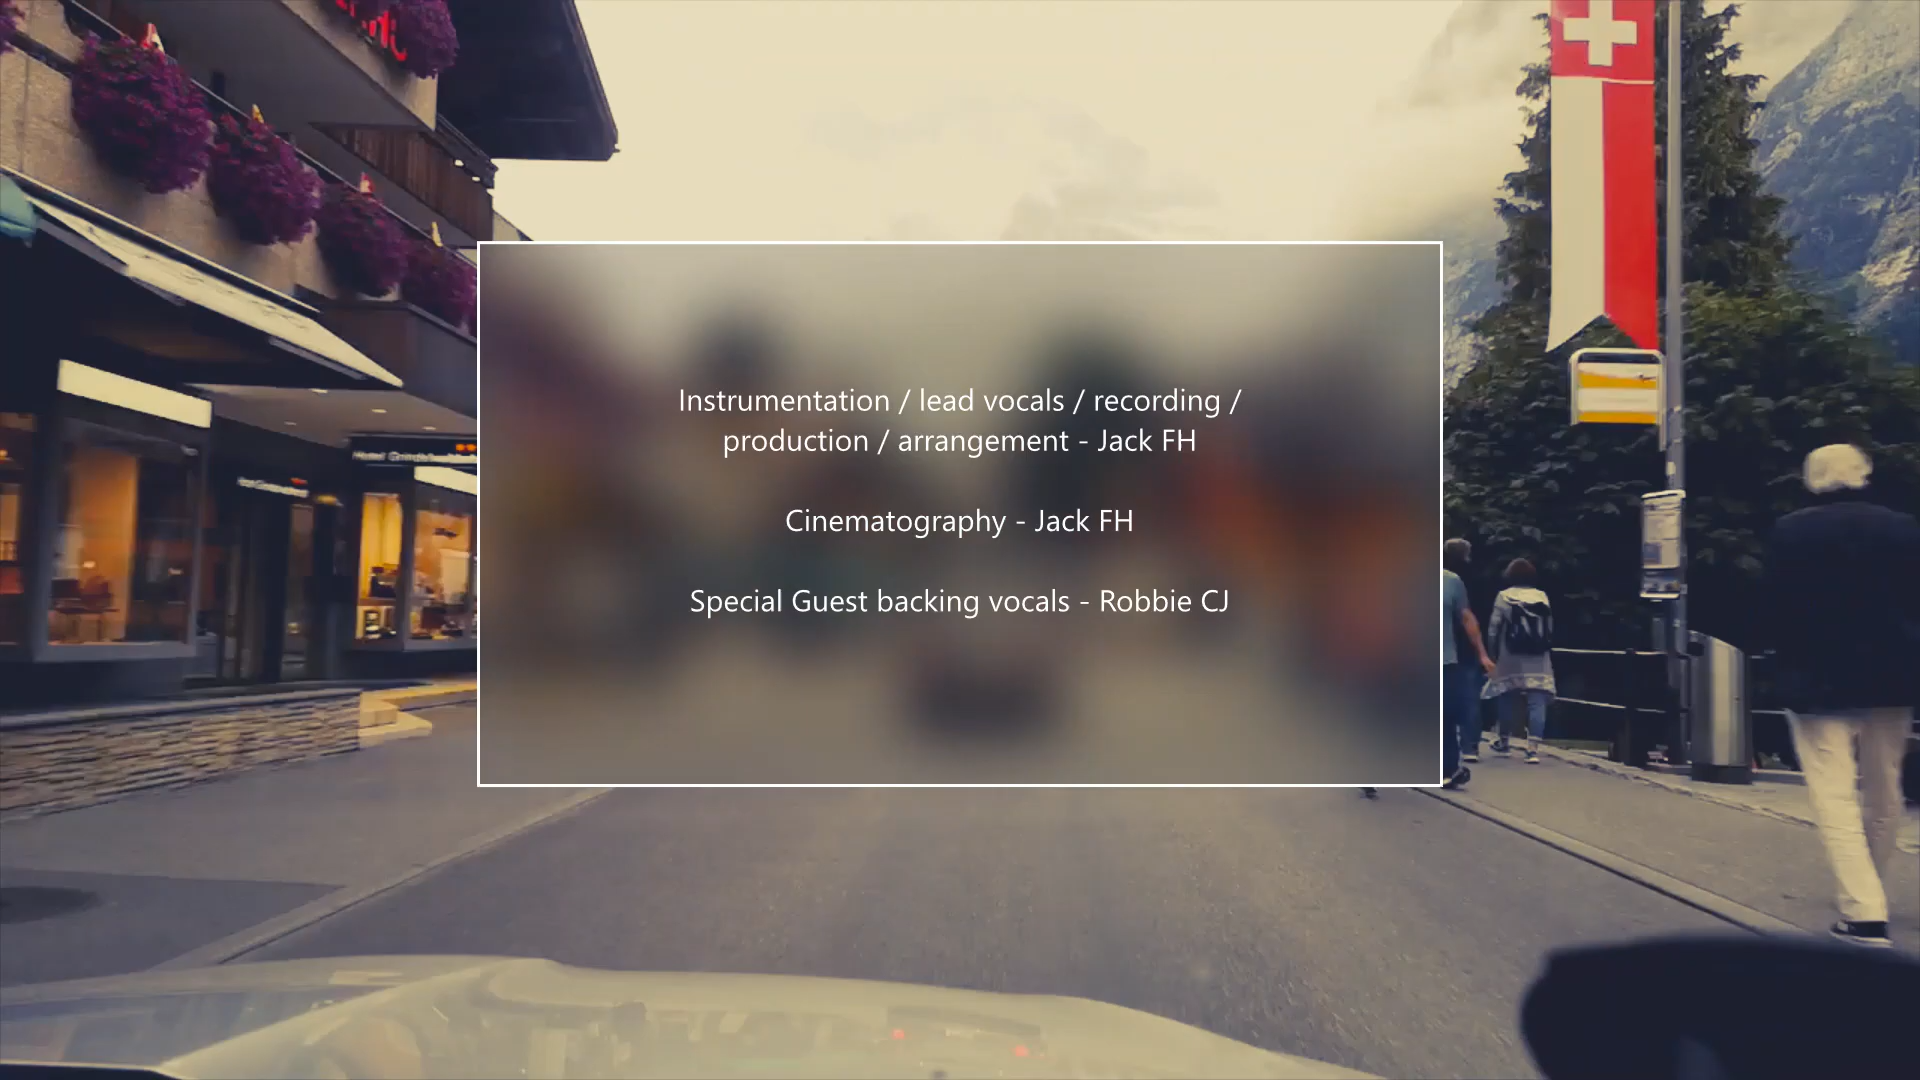 Instrumentation / lead vocals / recording /
production / arrangement - Jack FH
Cinematography - Jack FH
Special Guest backing vocals - Robbie CJ